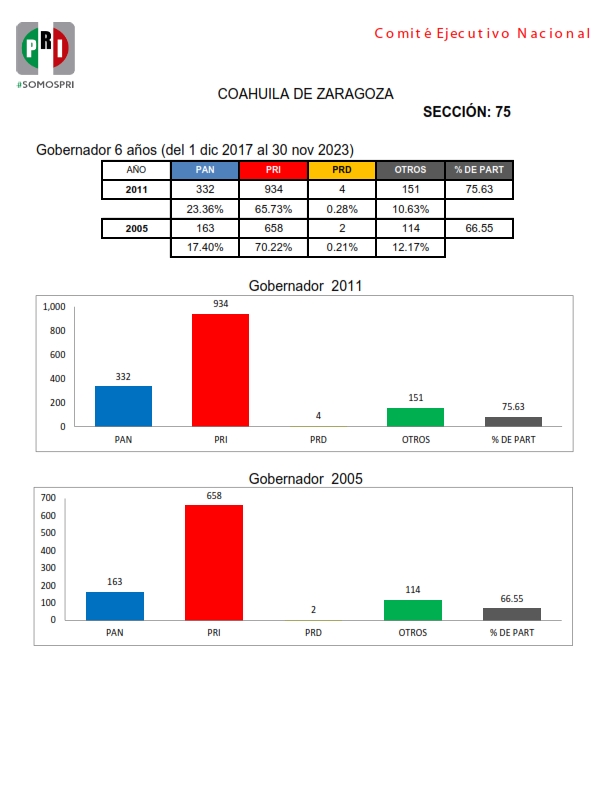 PRI
#SOMOSPRI
Comité Ejecutivo Nacional
COAHUILA DE ZARAGOZA
SECCIÓN: 75
Gobernador 6 años (del 1 dic 2017 al 30 nov 2023)
AÑO PAN PRI PRD OTROS % DE PART
2011 332 934 4 151 75.63
23.36% 65.73% 0.28% 10.63%
2005 163 658 2 114 66.55
17.40% 70.22% 0.21% 12.17%
Gobernador 2011
1,000
800
600
400
200
0
332 934 4 151 75.63
PAN PRI PRD OTROS % DE PART
Gobernador 2005
700
600
500
400
300
200
100
0
163 658 2 114 66.55
PAN PRI PRD OTROS % DE PART